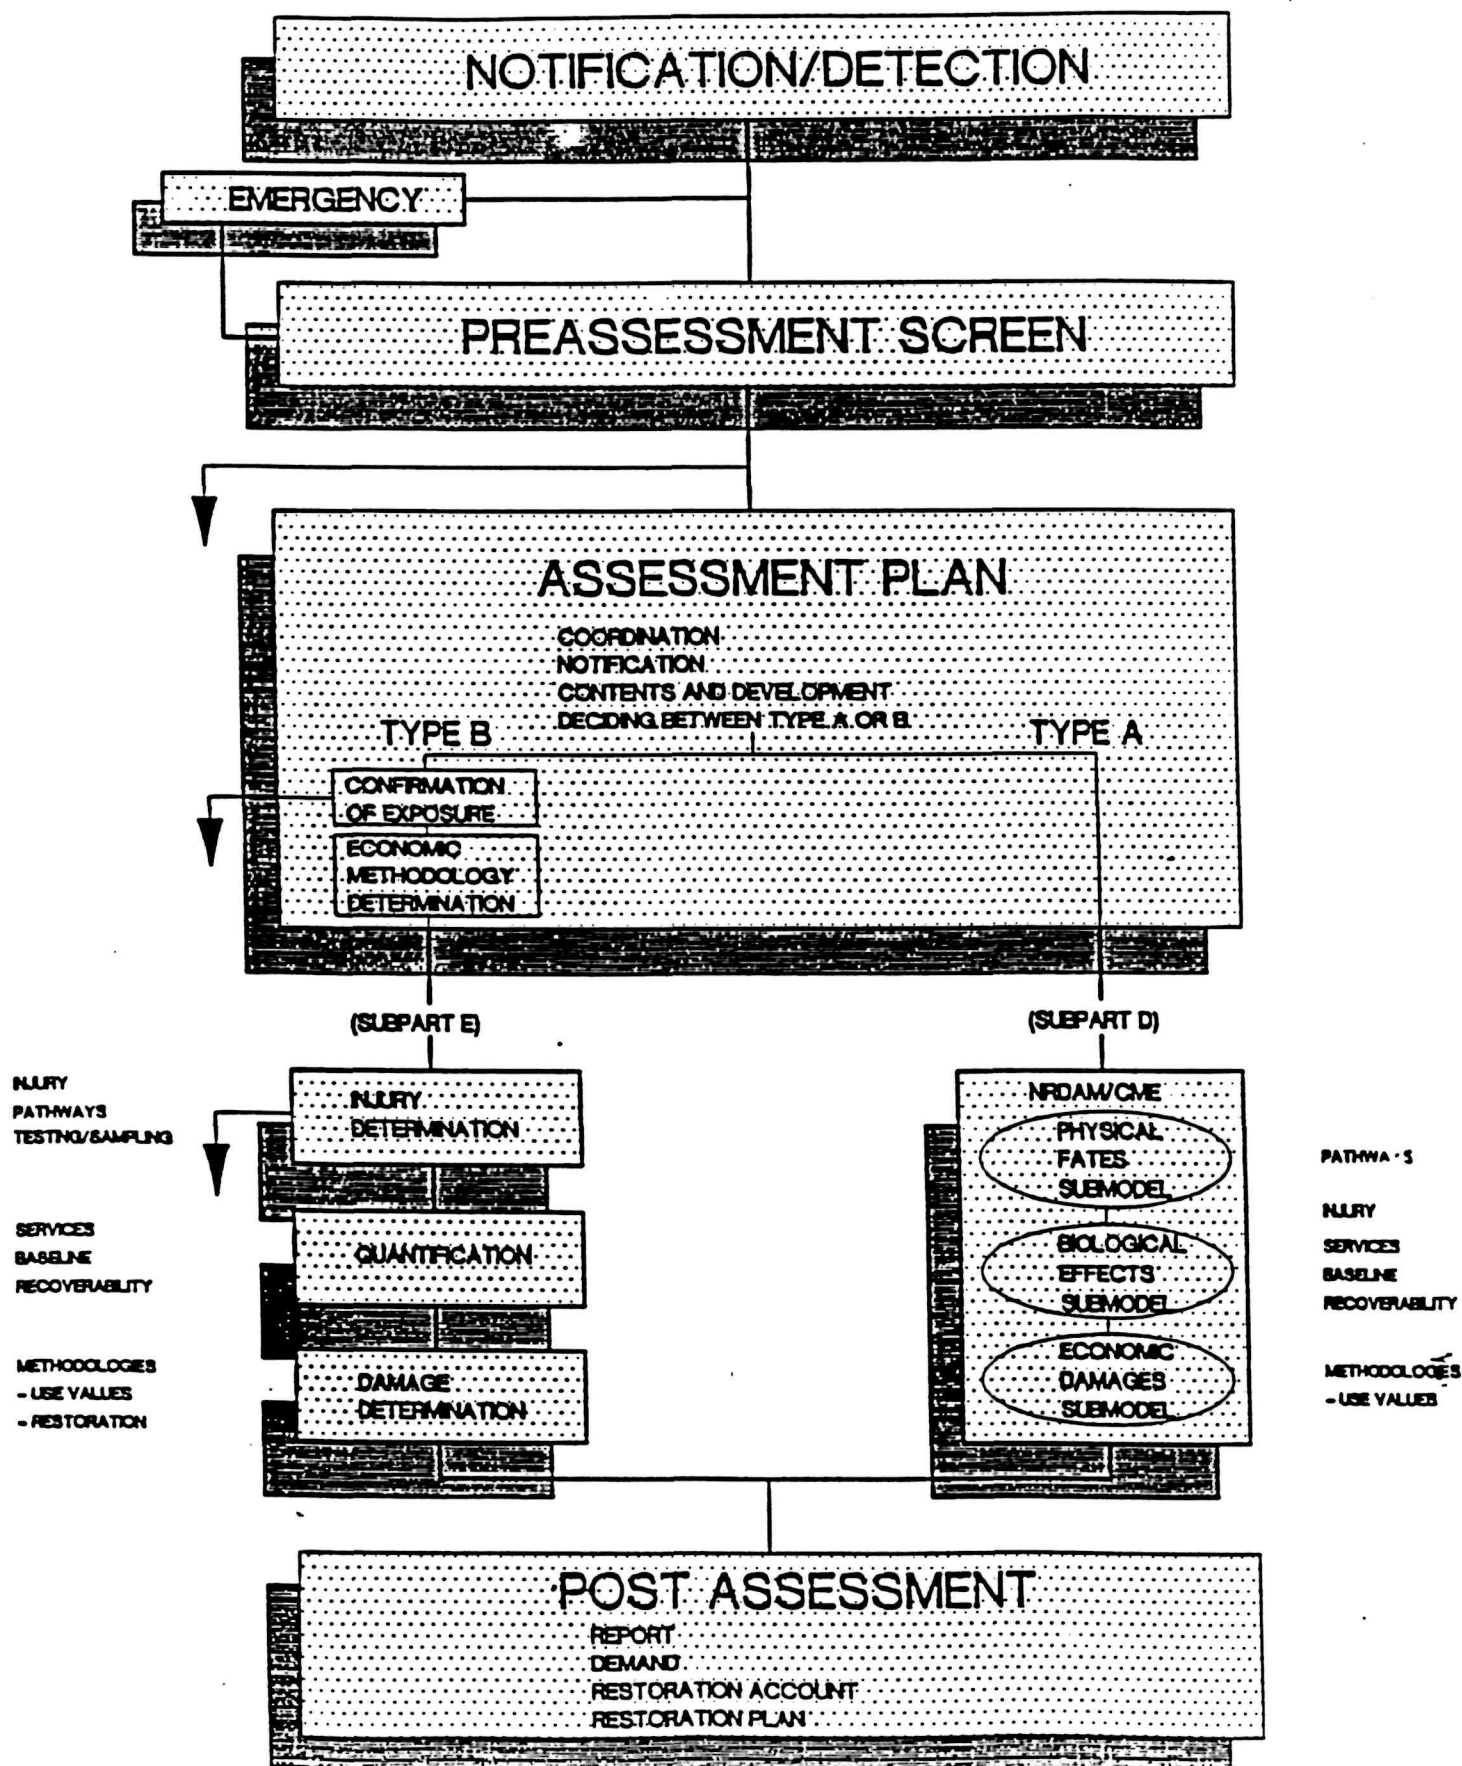 NOTIFICATION/DETECTION
EMERGENCY
PREASSESSMENT SCREEN
ASSESSMENT PLAN
COORDINATION
NOTIFICATION
CONTENTS AND DEVELOPMENT
DECIDING BETWEEN TYPE A OR B
TYPE B
TYPE A
CONFIRMATION
OF EXPOSURE
ECONOMIC
METHODOLOGY
DETERMINATION
(SUBPART E)
(SUBPART D)
INJURY
PATHWAYS
TESTING/SAMPLING
INJURY
DETERMINATION
SERVICES
BASELINE
RECOVERABILITY
QUANTIFICATION
METHODOLOGIES
- USE VALUES
- RESTORATION
DAMAGE
DETERMINATION
NRDAM/CME
PHYSICAL
FATES
SUBMODEL
BIOLOGICAL
EFFECTS
SUBMODEL
ECONOMIC
DAMAGES
SUBMODEL
PATHWAYS
INJURY
SERVICES
BASELINE
RECOVERABILITY
METHODOLOGIES
- USE VALUES
POST ASSESSMENT
REPORT
DEMAND
RESTORATION ACCOUNT
RESTORATION PLAN